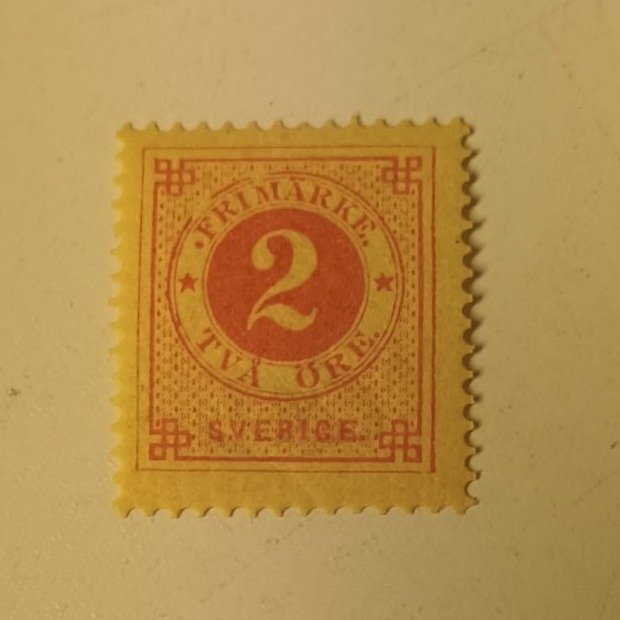 ·FRIMÄRKE.
2
TVÅ ÖRE.
SVERIGE.